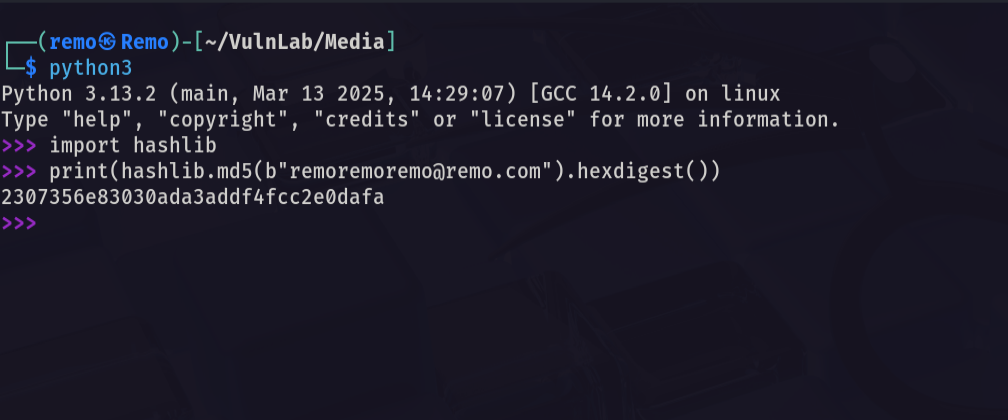 ┌──(remo㉿Remo)-[~/VulnLab/Media]
└─$ python3
Python 3.13.2 (main, Mar 13 2025, 14:29:07) [GCC 14.2.0] on linux
Type "help", "copyright", "credits" or "license" for more information.
>>> import hashlib
>>> print(hashlib.md5(b"remoremoremo@remo.com").hexdigest())
2307356e83030ada3addf4fcc2e0dafa
>>>